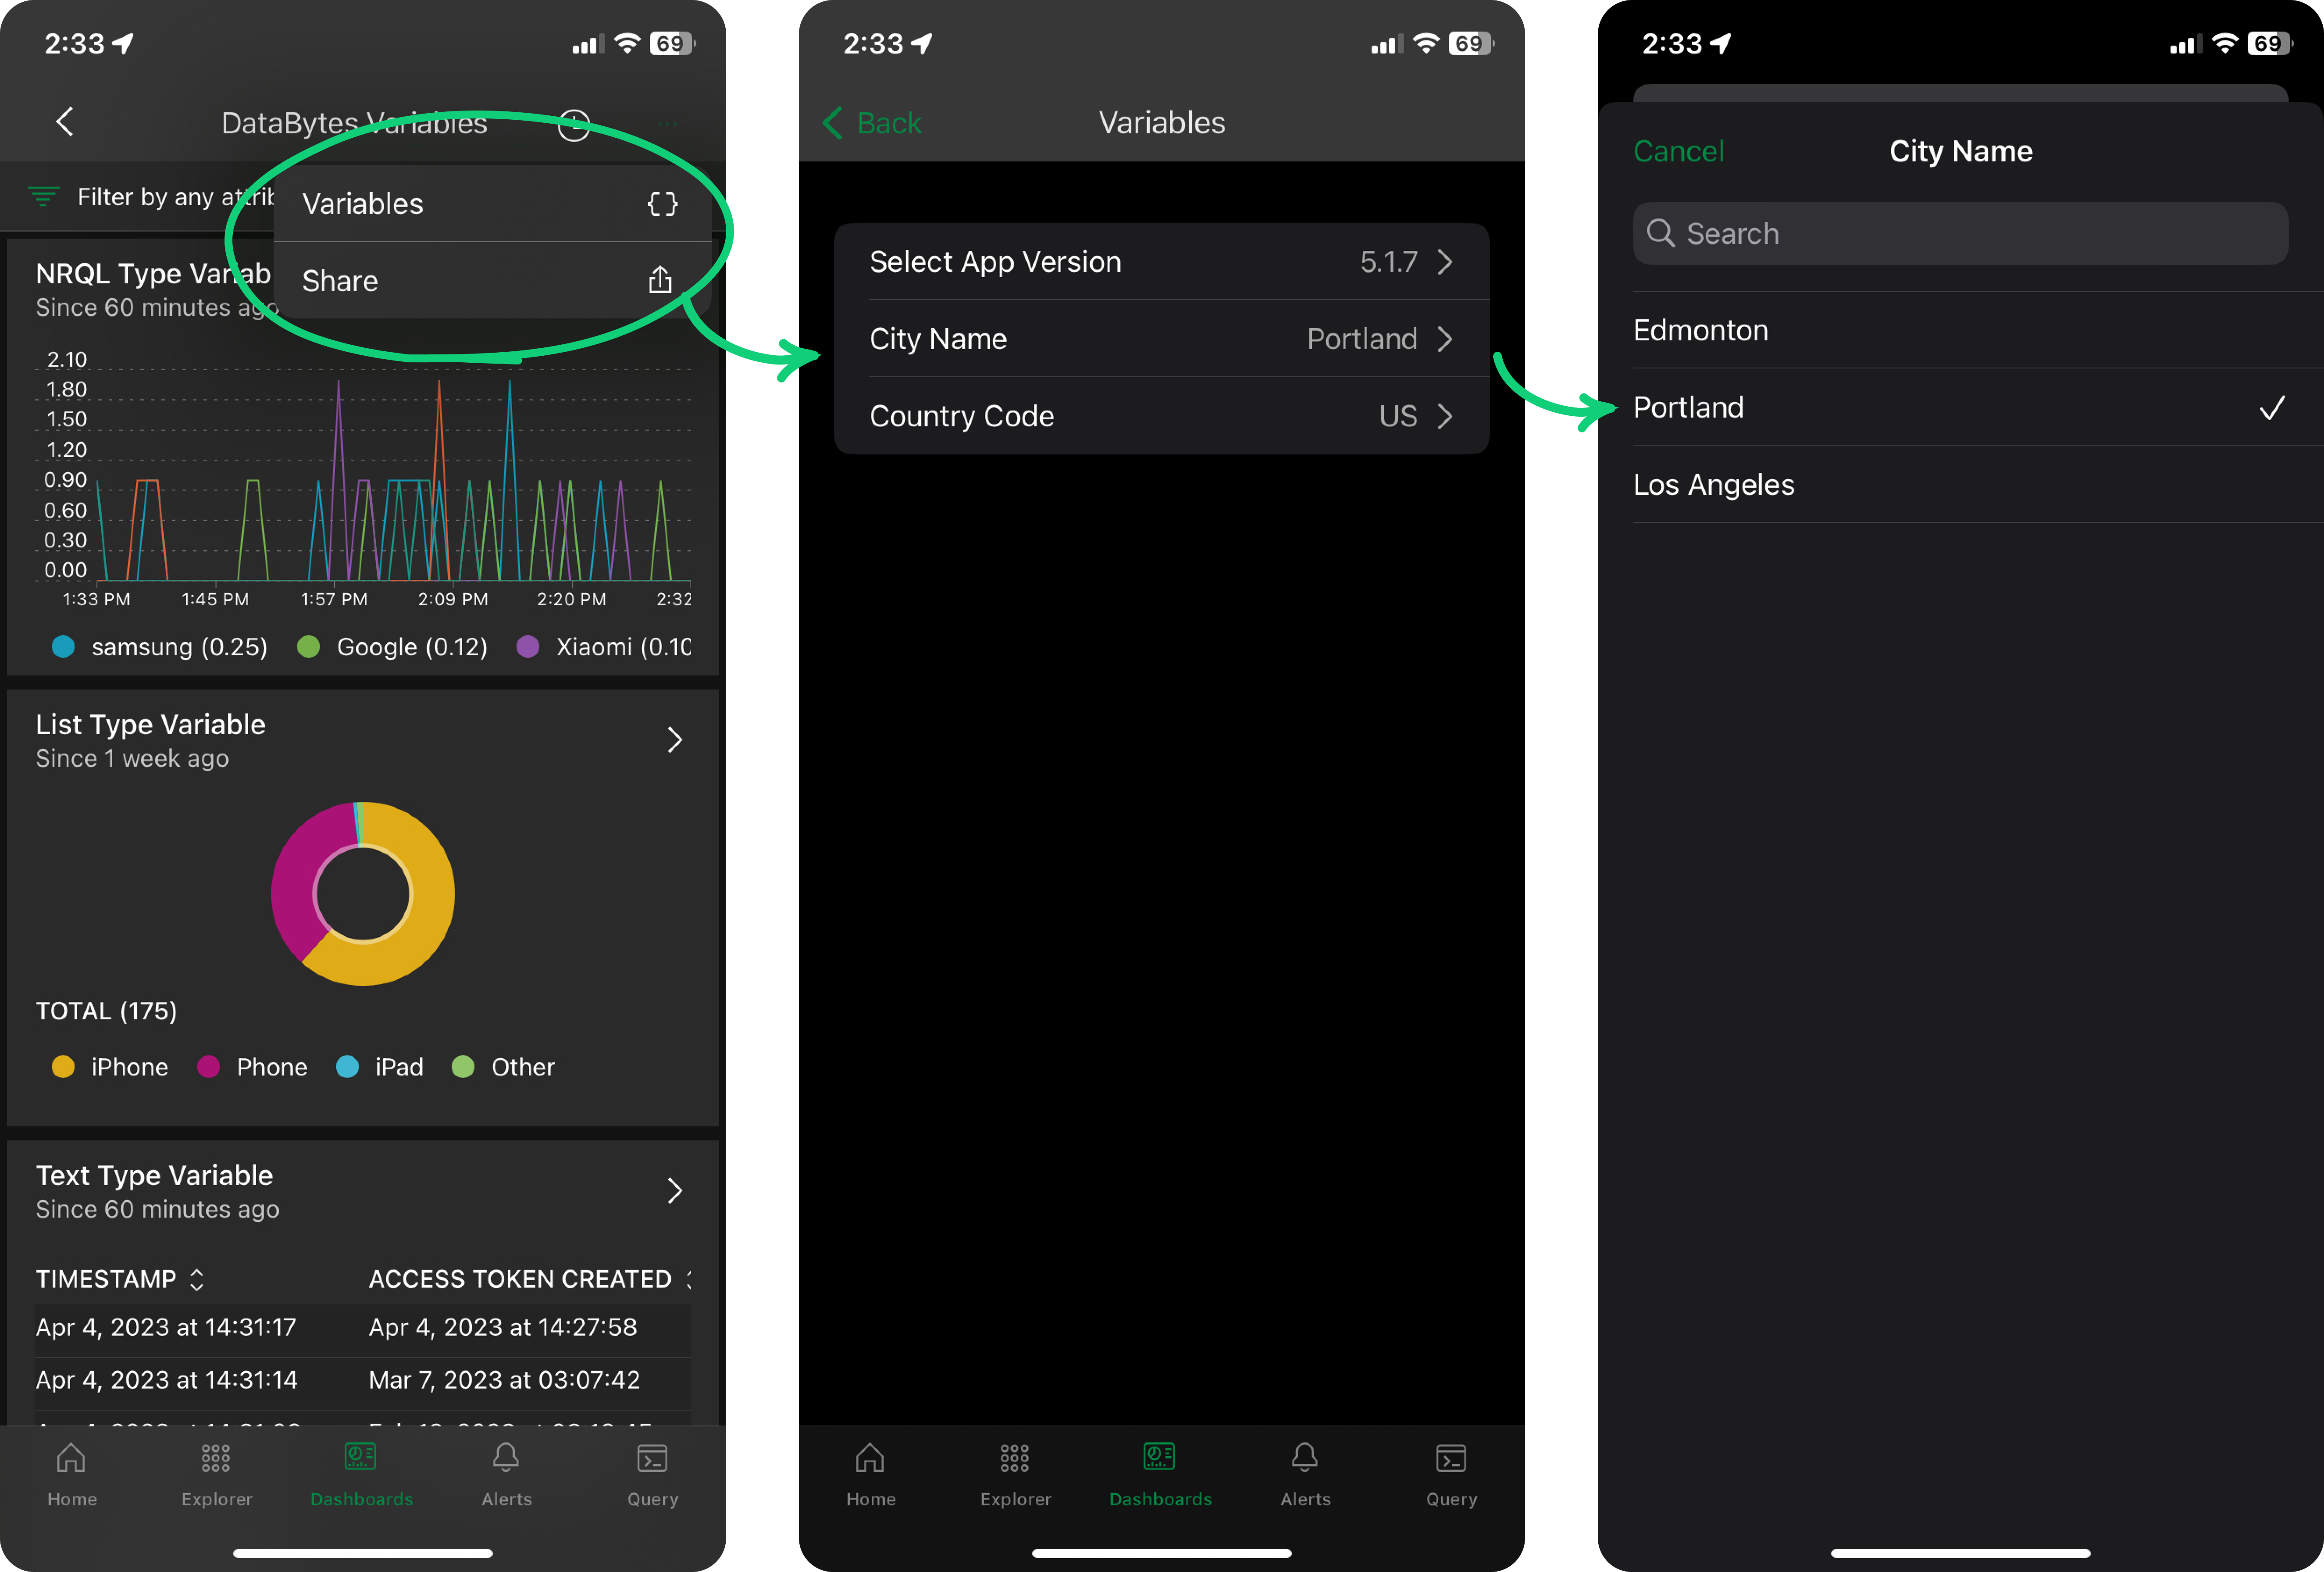 2:33
69
DataBytes Variables
Filter by any attrib
Variables { }
Share
NRQL Type Variab
Since 60 minutes ago
2.10
1.80
1.50
1.20
0.90
0.60
0.30
0.00
1:33 PM 1:45 PM 1:57 PM 2:09 PM 2:20 PM 2:32
samsung (0.25) Google (0.12) Xiaomi (0.10
List Type Variable
Since 1 week ago
TOTAL (175)
iPhone Phone iPad Other
Text Type Variable
Since 60 minutes ago
TIMESTAMP ACCESS TOKEN CREATED
Apr 4, 2023 at 14:31:17 Apr 4, 2023 at 14:27:58
Apr 4, 2023 at 14:31:14 Mar 7, 2023 at 03:07:42
Home Explorer Dashboards Alerts Query
2:33
69
Back Variables
Select App Version 5.1.7
City Name Portland
Country Code US
Home Explorer Dashboards Alerts Query
2:33
69
Cancel City Name
Search
Edmonton
Portland
Los Angeles